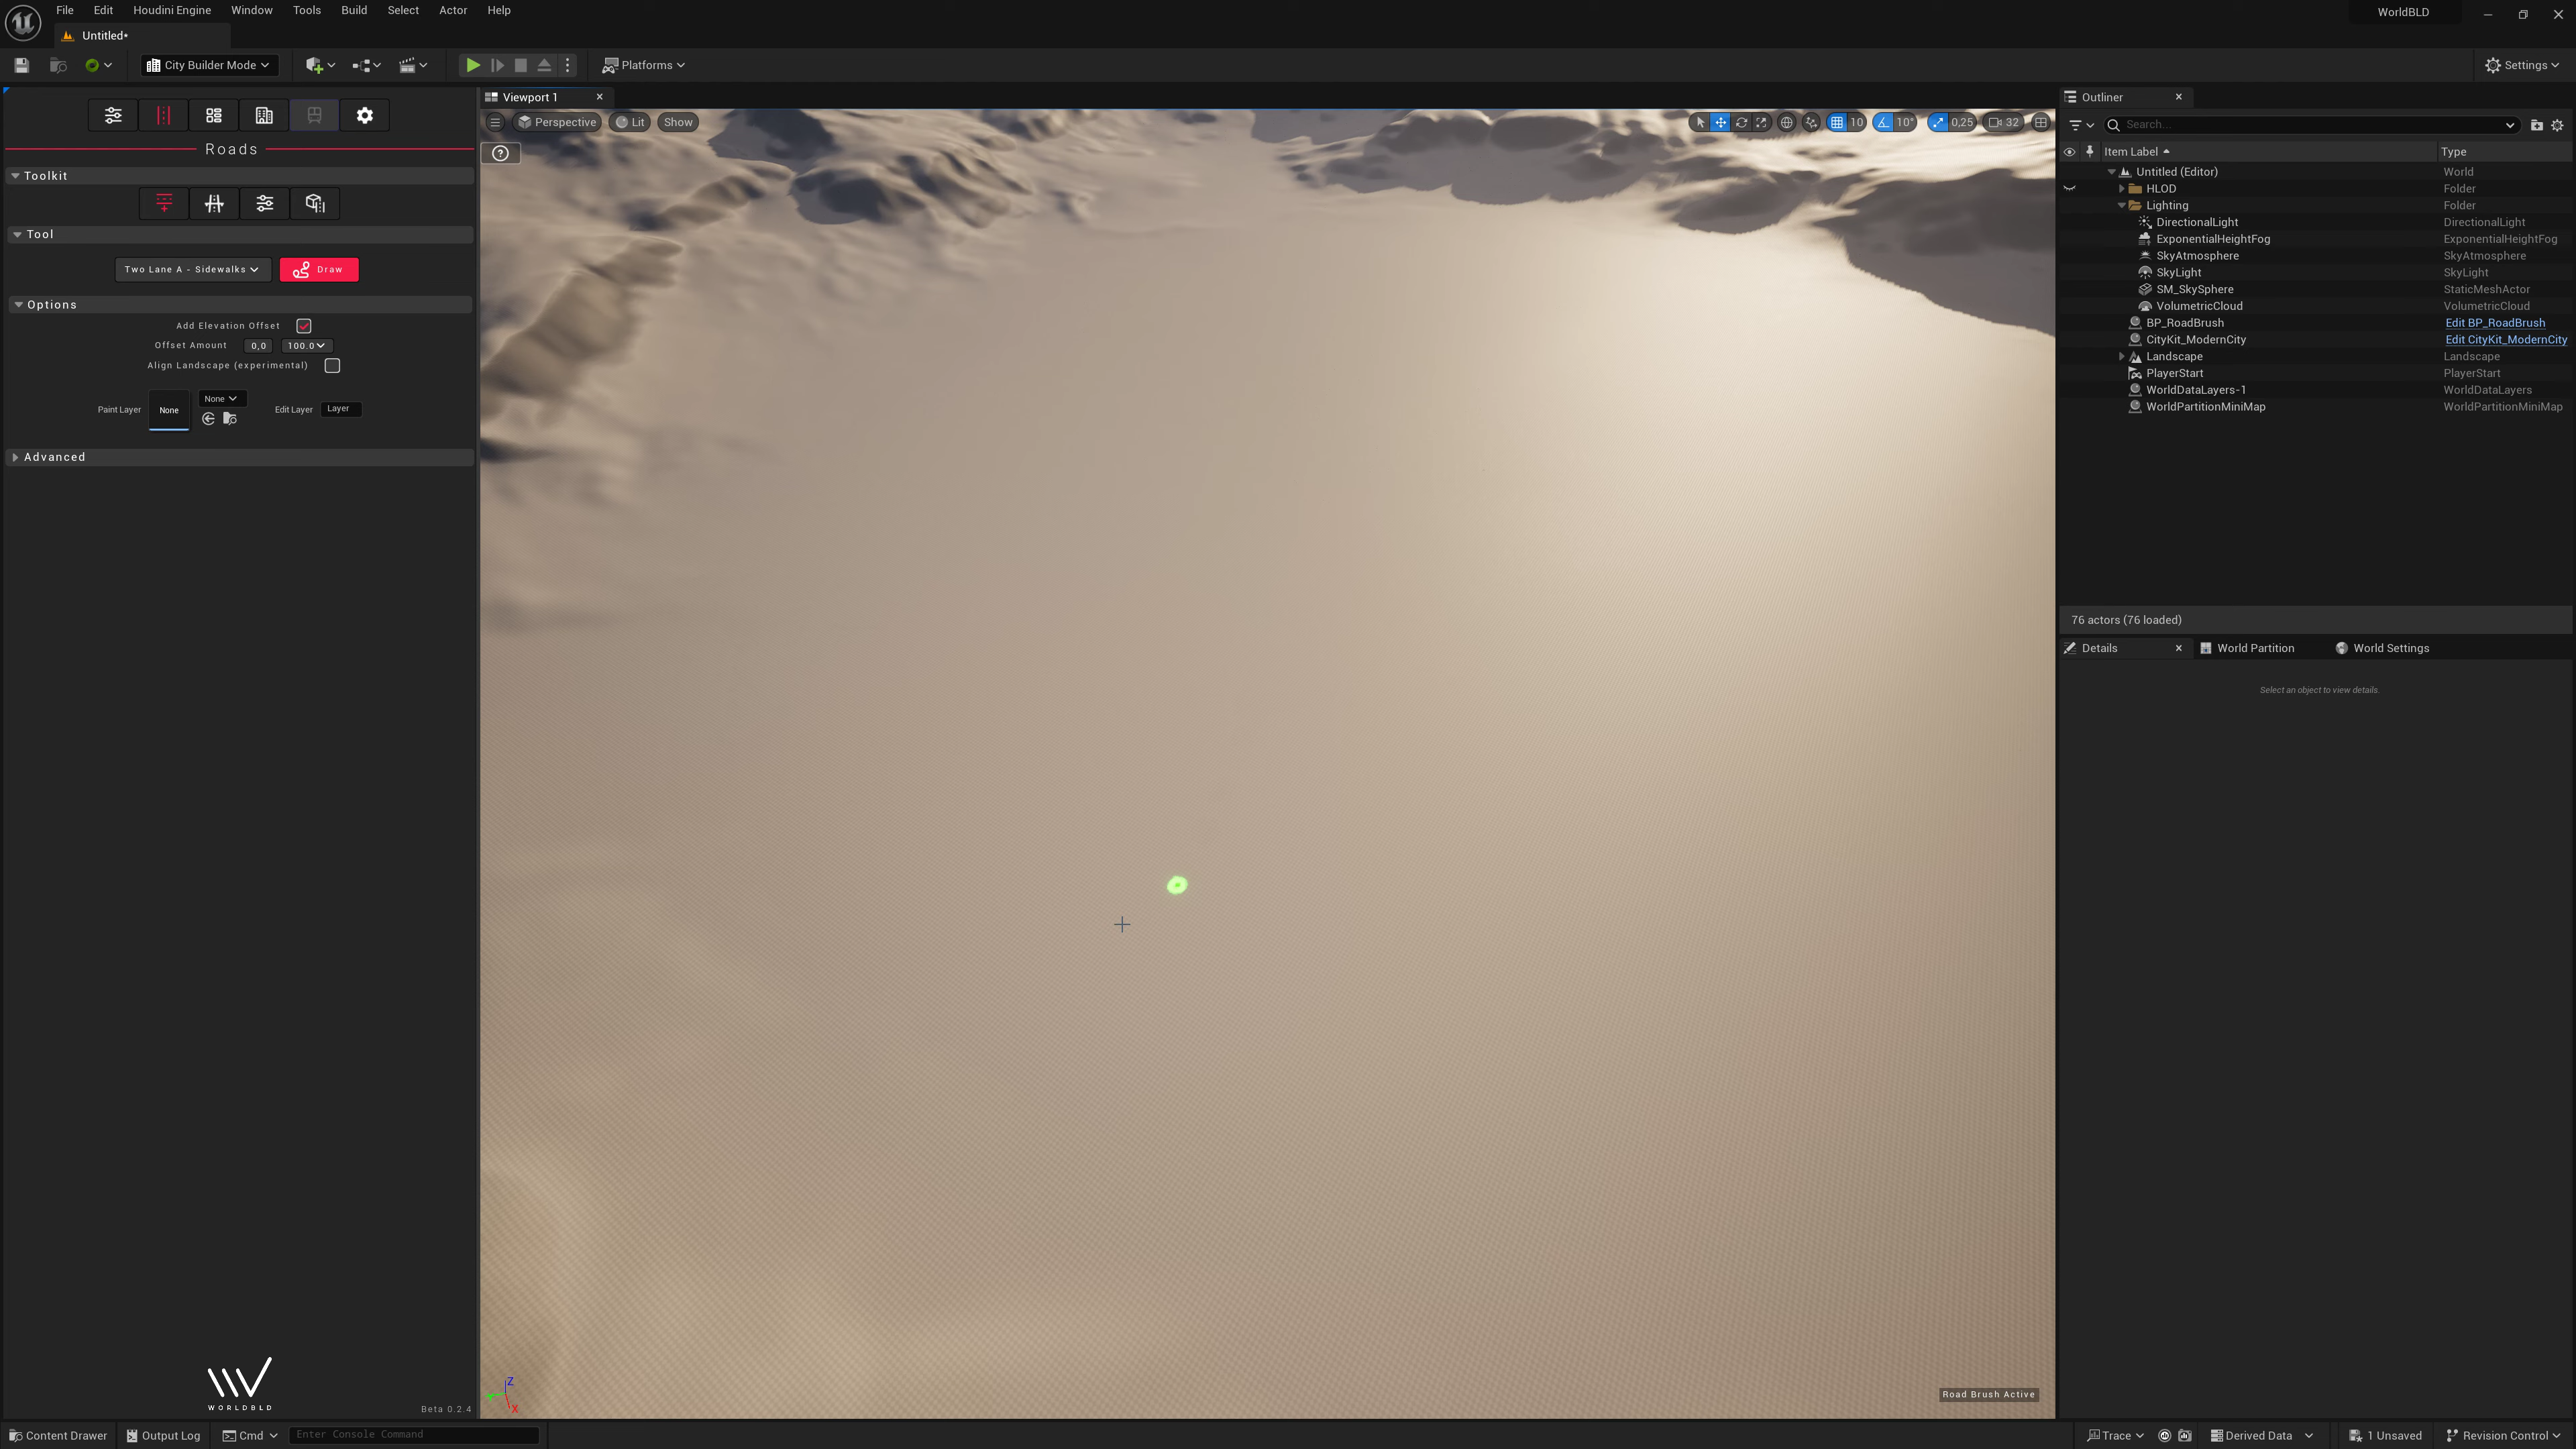 File Edit Houdini Engine Window Tools Build Select Actor Help
WorldBLD
Untitled*
City Builder Mode
Platforms
Settings
Roads
Toolkit
Tool
Two Lane A - Sidewalks
Draw
Options
Add Elevation Offset
Offset Amount 0,0 100.0
Align Landscape (experimental)
Paint Layer None None Edit Layer Layer
Advanced
WORLDBLD
Beta 0.2.4
Viewport 1
Perspective Lit Show
10 10° 0,25 32
Road Brush Active
Z
X
Outliner
Search...
Item Label Type
Untitled (Editor) World
HLOD Folder
Lighting Folder
DirectionalLight DirectionalLight
ExponentialHeightFog ExponentialHeightFog
SkyAtmosphere SkyAtmosphere
SkyLight SkyLight
SM_SkySphere StaticMeshActor
VolumetricCloud VolumetricCloud
BP_RoadBrush Edit BP_RoadBrush
CityKit_ModernCity Edit CityKit_ModernCity
Landscape Landscape
PlayerStart PlayerStart
WorldDataLayers-1 WorldDataLayers
WorldPartitionMiniMap WorldPartitionMiniMap
76 actors (76 loaded)
Details World Partition World Settings
Select an object to view details.
Content Drawer Output Log Cmd Enter Console Command
Trace Derived Data 1 Unsaved Revision Control